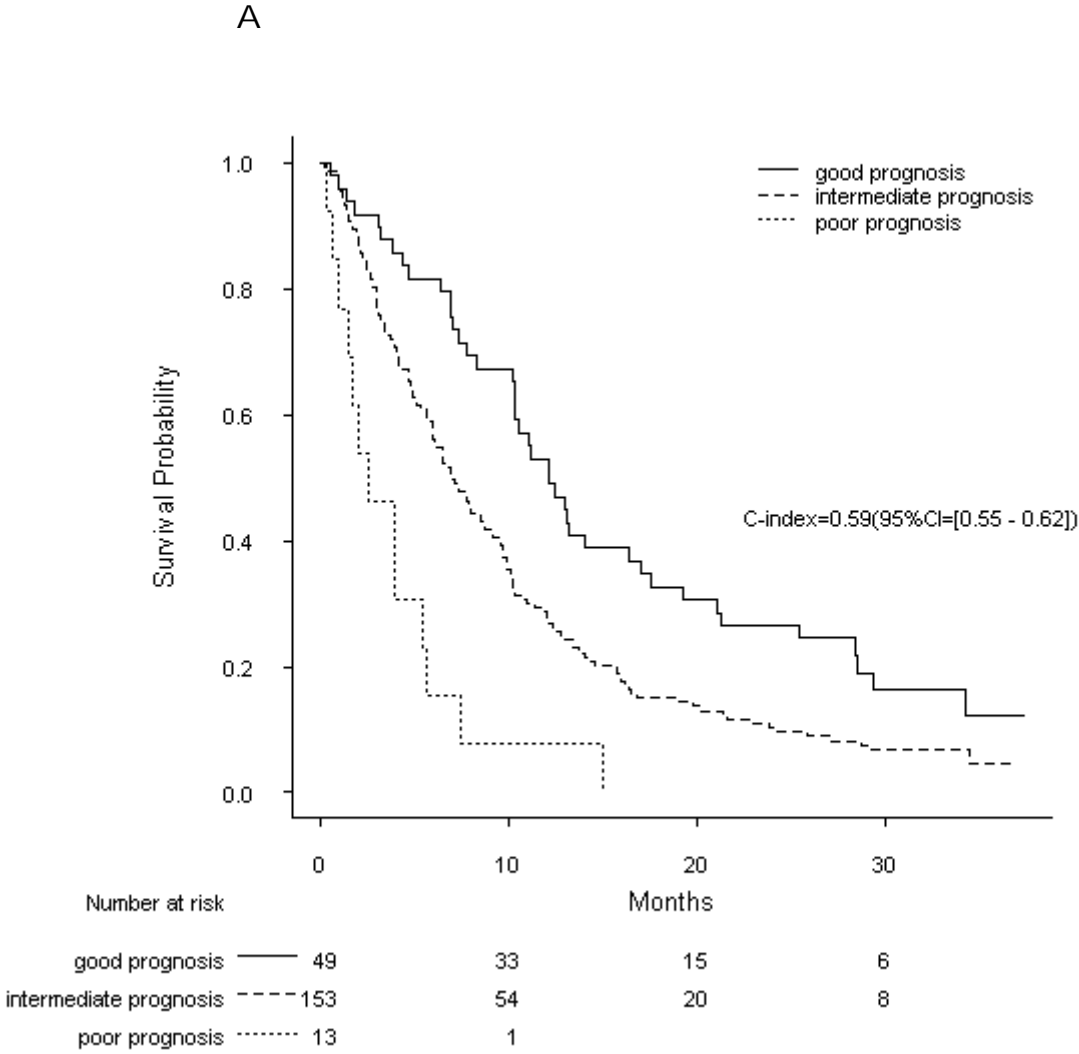 A
1.0
0.8
0.6
0.4
0.2
0.0
Survival Probability
good prognosis
intermediate prognosis
poor prognosis
C-index=0.59(95%CI=[0.55 - 0.62])
0 10 20 30
Months
Number at risk
good prognosis 49 33 15 6
intermediate prognosis 153 54 20 8
poor prognosis 13 1